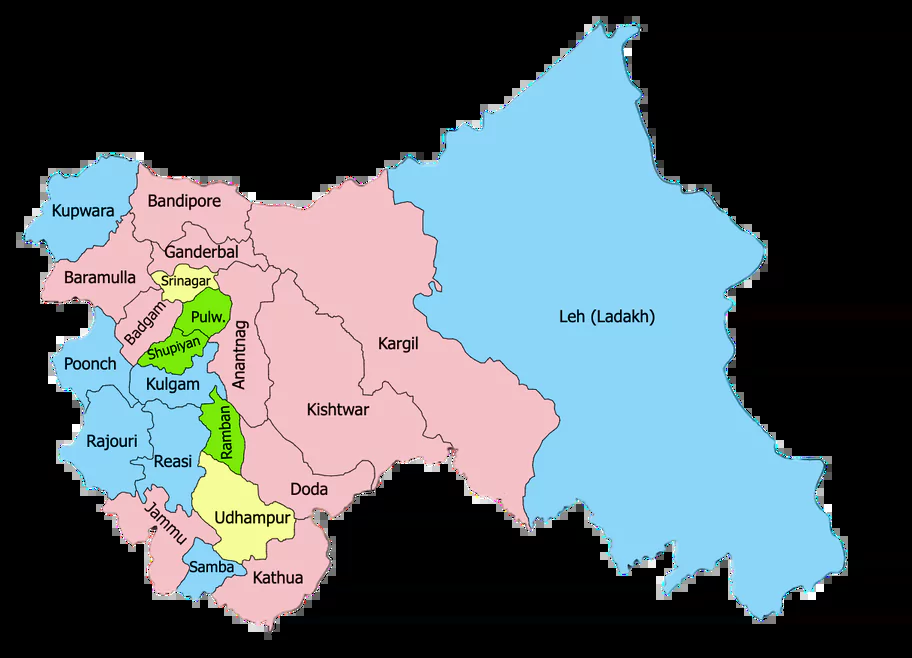 Kupwara
Bandipore
Ganderbal
Baramulla
Srinagar
Badgam
Pulw.
Leh (Ladakh)
Shupiyan
Kargil
Poonch
Anantnag
Kulgam
Kishtwar
Ramban
Rajouri
Reasi
Doda
Jammu
Udhampur
Samba
Kathua